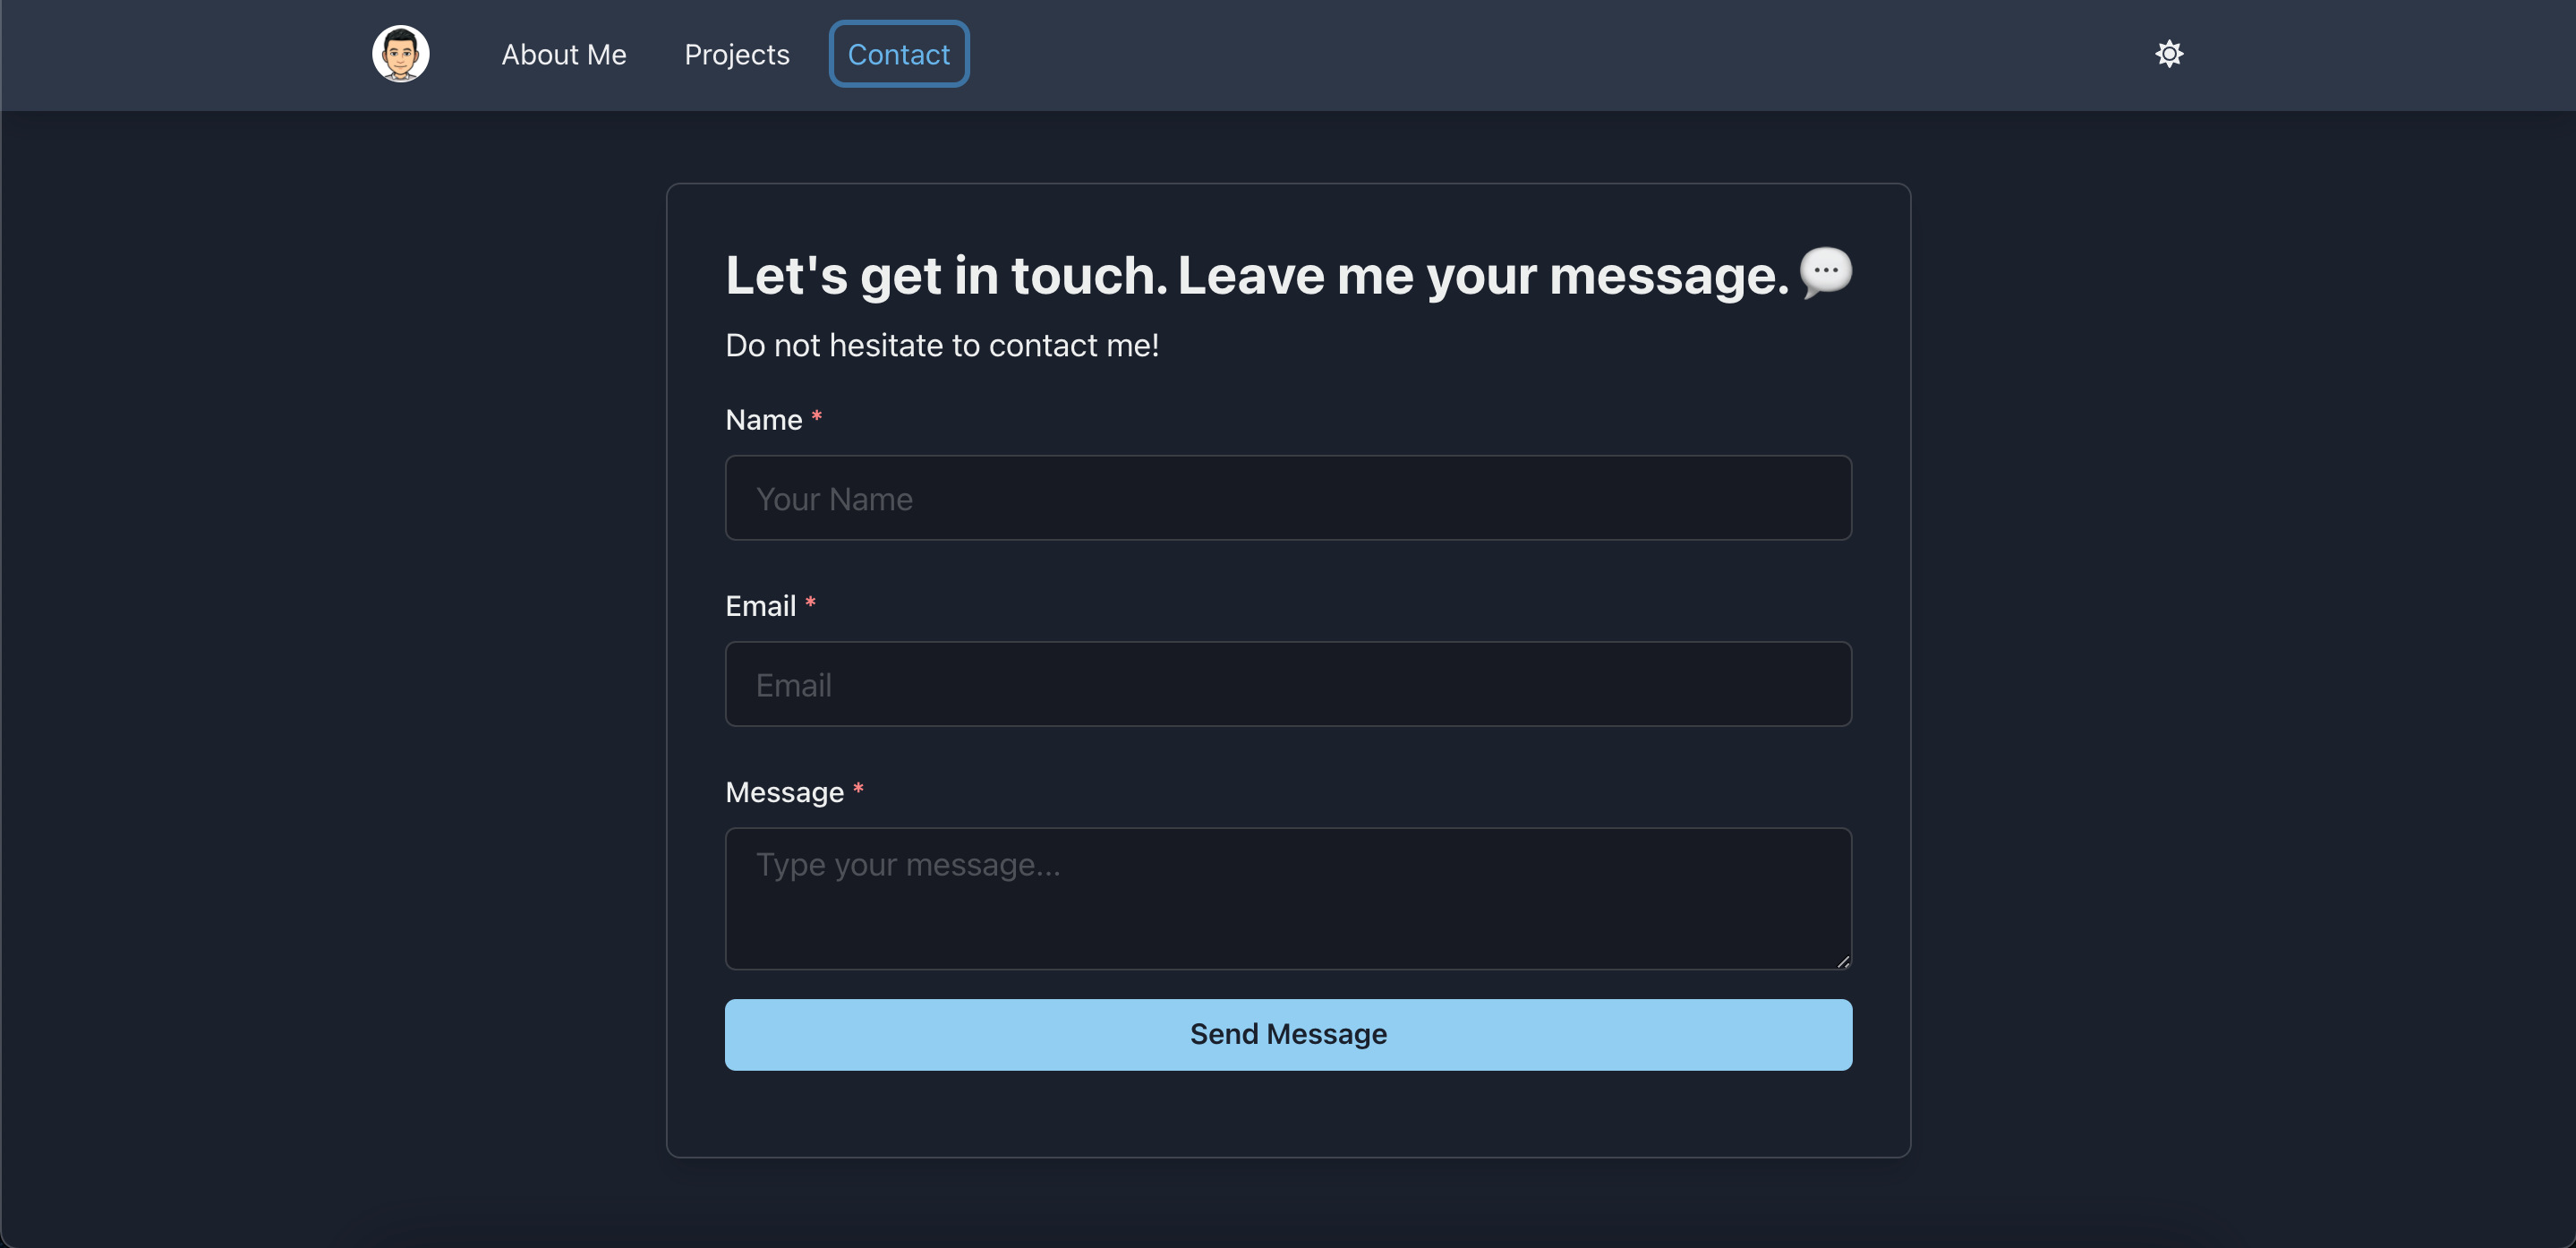 About Me Projects Contact
Let's get in touch. Leave me your message. 💬
Do not hesitate to contact me!
Name *
Your Name
Email *
Email
Message *
Type your message...
Send Message